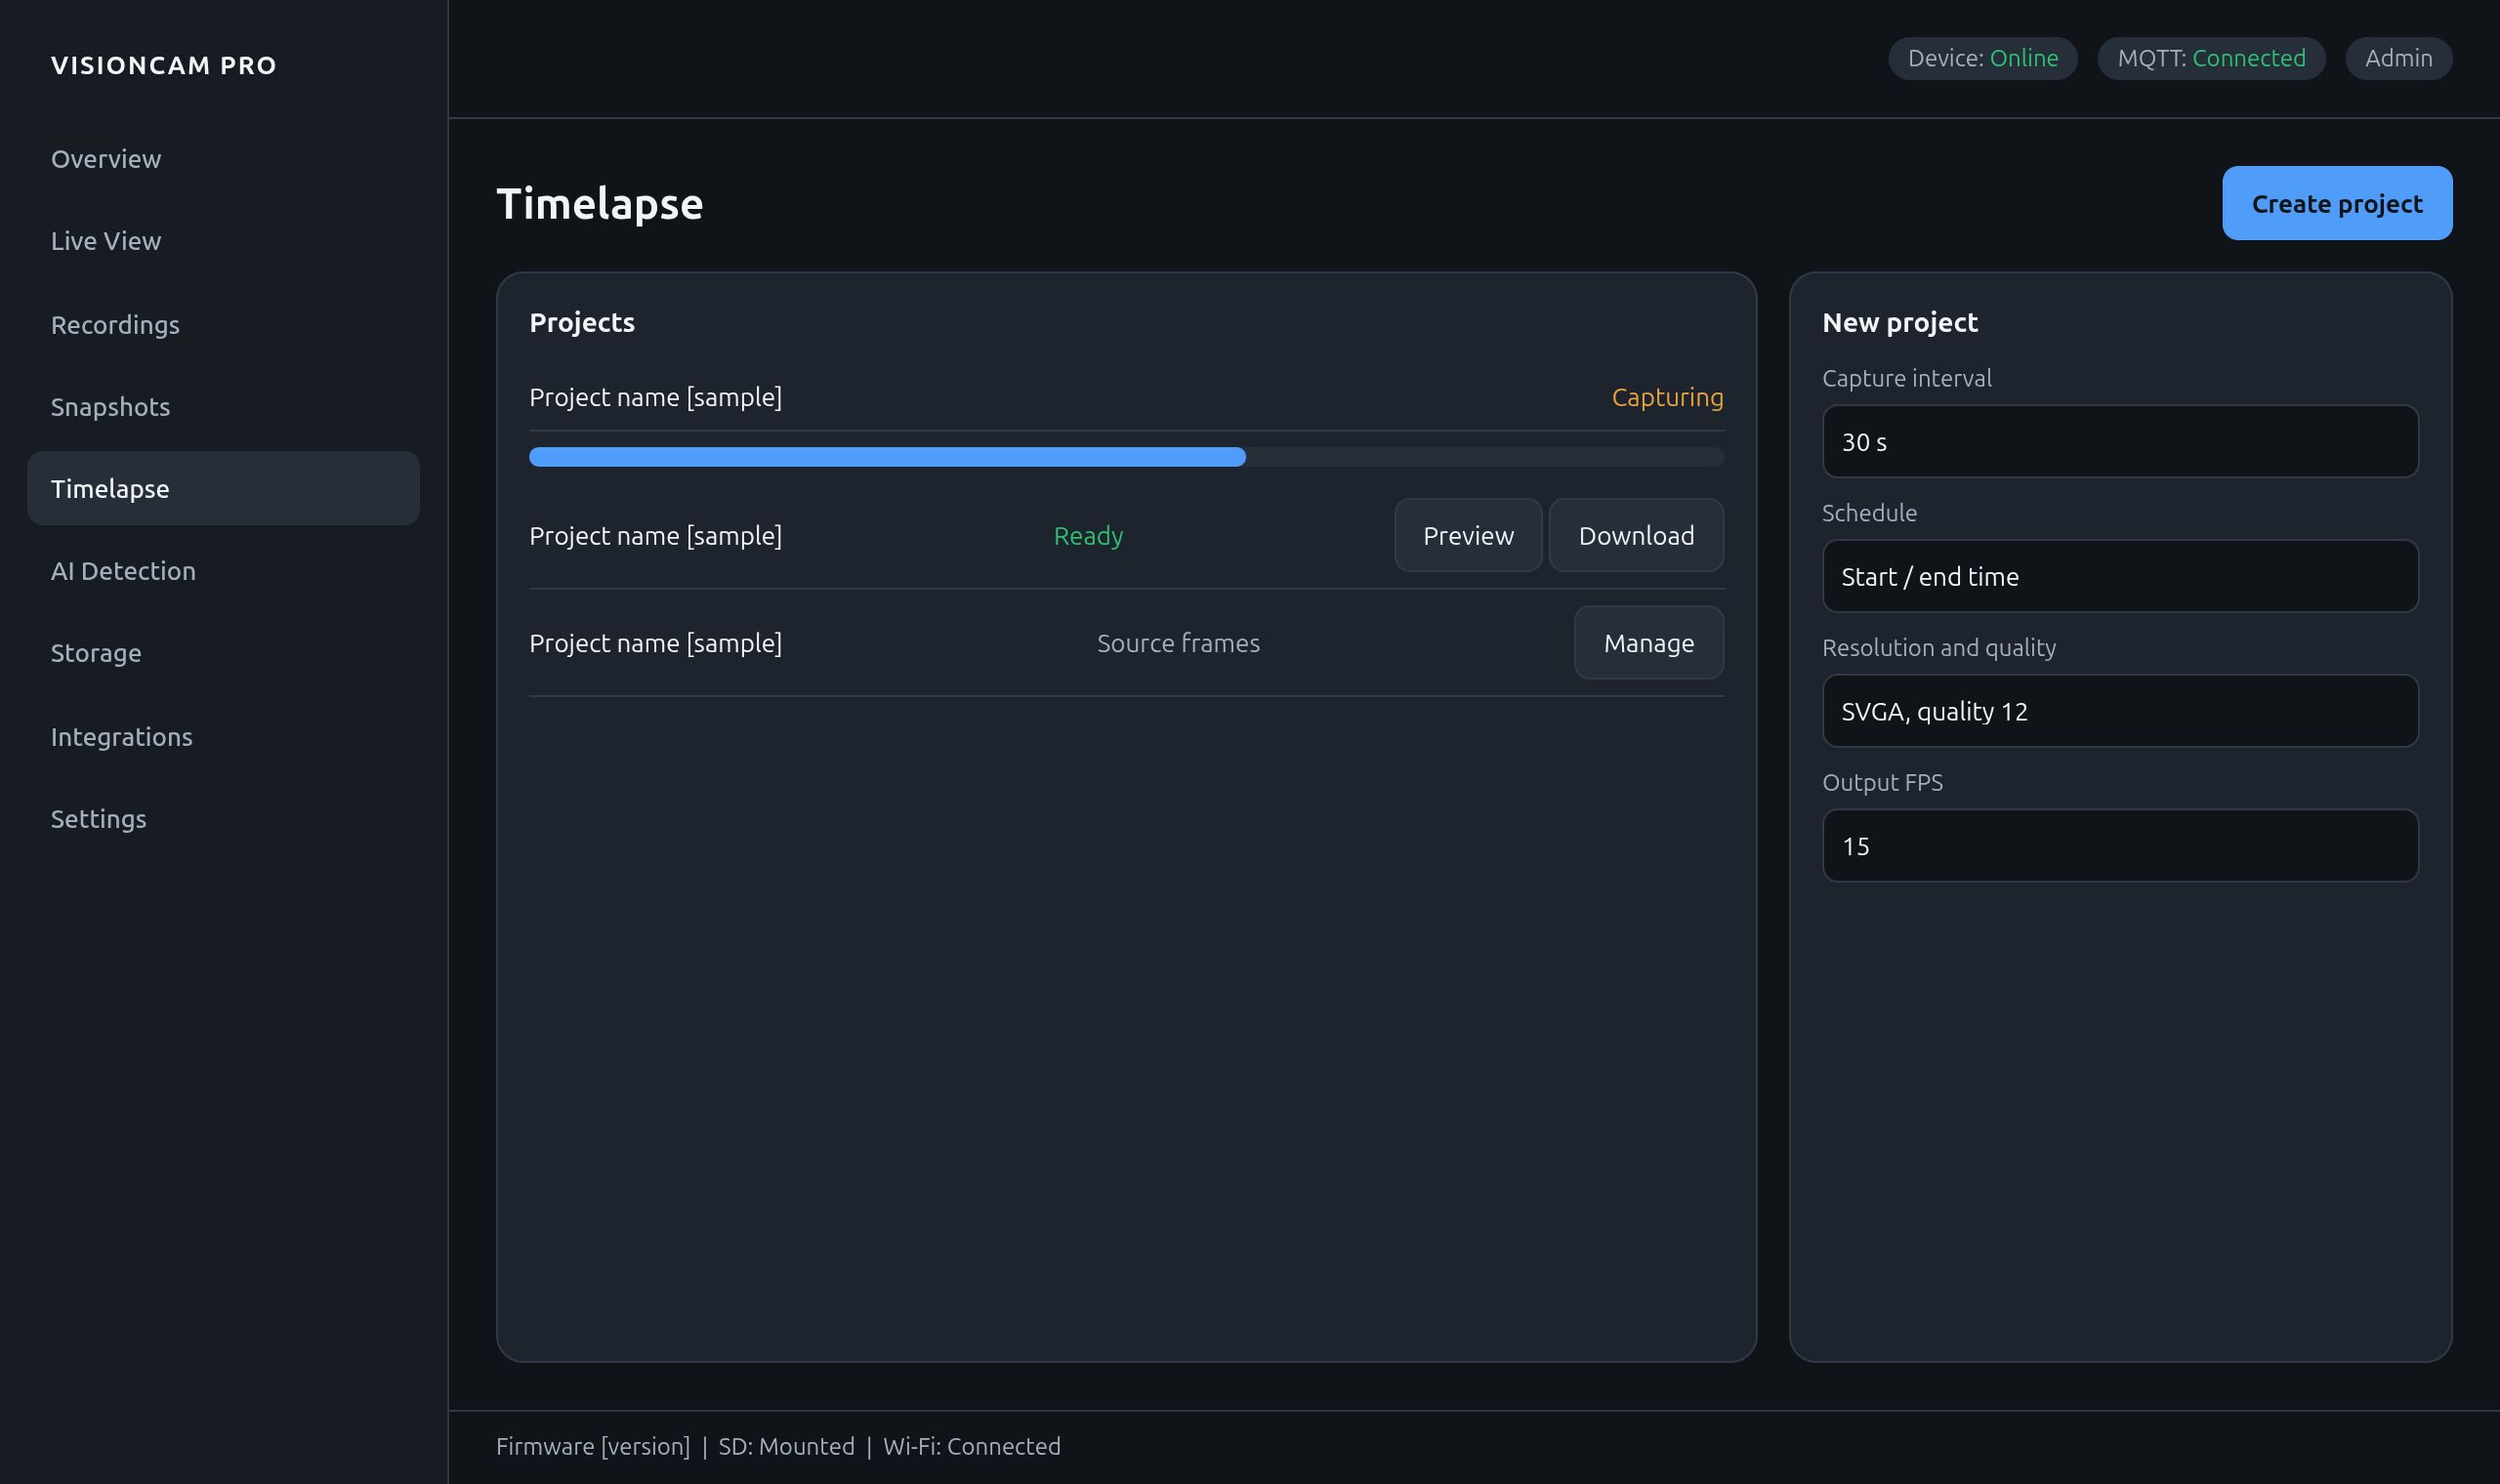 VISIONCAM PRO
Overview
Live View
Recordings
Snapshots
Timelapse
AI Detection
Storage
Integrations
Settings
Device: Online
MQTT: Connected
Admin
Timelapse
Create project
Projects
Project name [sample]
Capturing
Project name [sample]
Ready
Preview
Download
Project name [sample]
Source frames
Manage
New project
Capture interval
30 s
Schedule
Start / end time
Resolution and quality
SVGA, quality 12
Output FPS
15
Firmware [version] | SD: Mounted | Wi-Fi: Connected